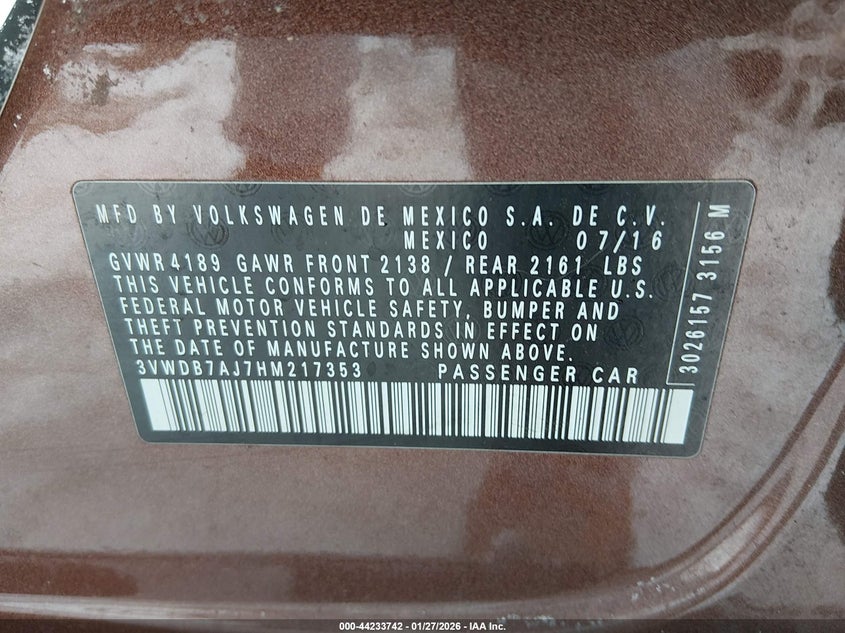 MFD BY VOLKSWAGEN DE MEXICO S.A. DE C.V.
MEXICO 07/16
GVWR 4189 GAWR FRONT 2138 / REAR 2161 LBS
THIS VEHICLE CONFORMS TO ALL APPLICABLE U.S.
FEDERAL MOTOR VEHICLE SAFETY, BUMPER AND
THEFT PREVENTION STANDARDS IN EFFECT ON
THE DATE OF MANUFACTURE SHOWN ABOVE.
3VWDB7AJ7HM217353 PASSENGER CAR
3026157 3156 M
000-44233742 | 01/27/2026 - IAA Inc.